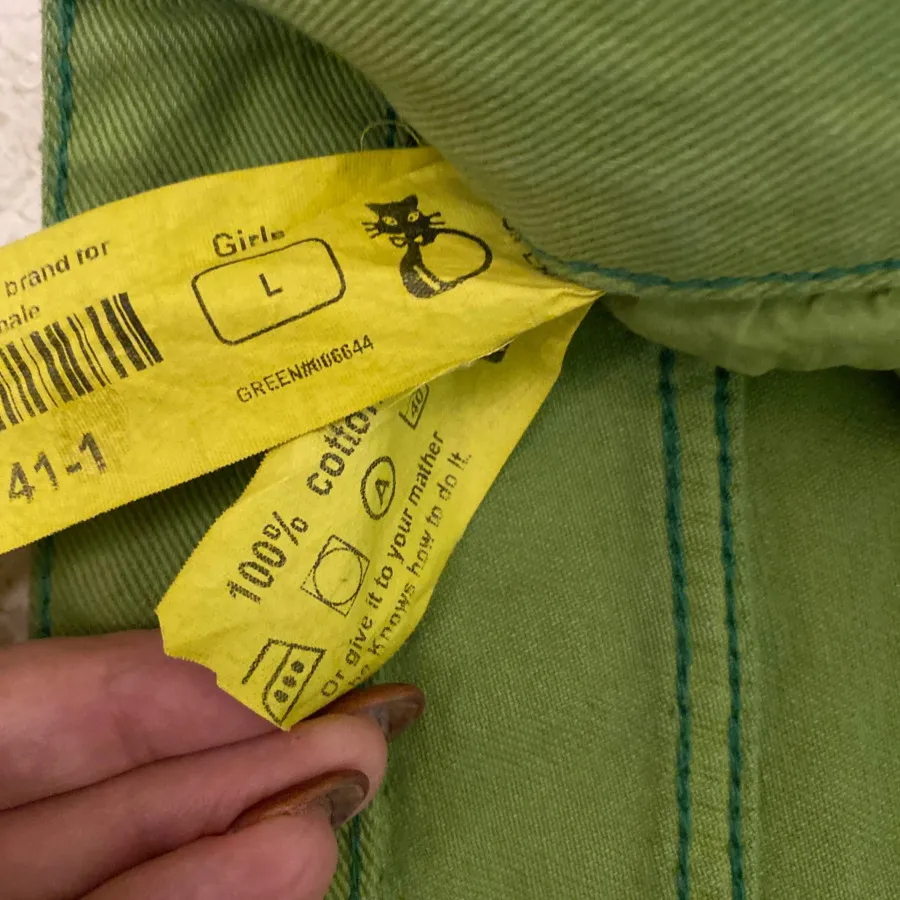 brand for
Girls
L
GREEN#006644
41-1
100% cotton
40
A
Or give it to your mather
Knows how to do it.